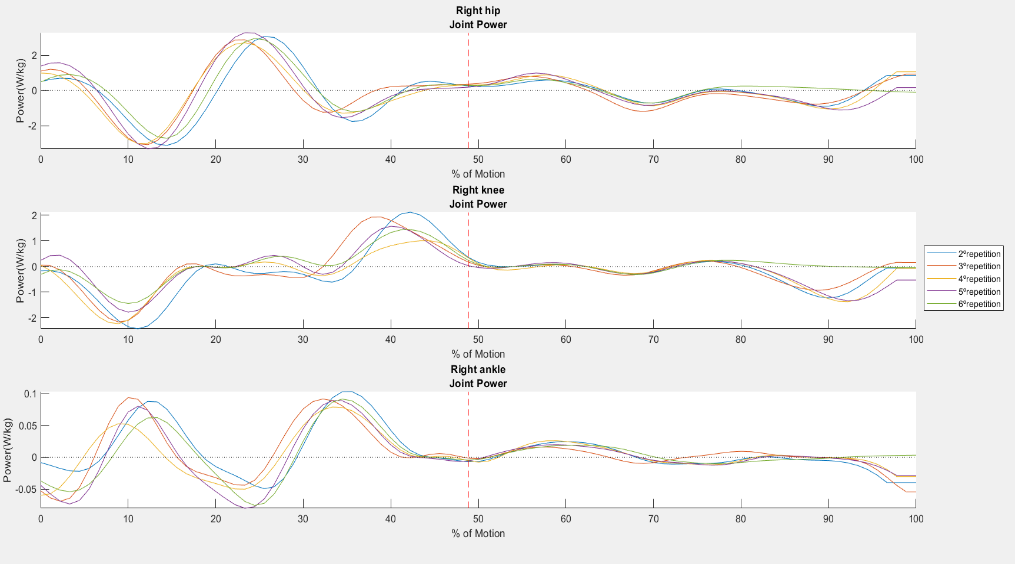 Right hip
Joint Power
Power(W/kg)
2
0
-2
0 10 20 30 40 50 60 70 80 90 100
% of Motion
Right knee
Joint Power
Power(W/kg)
2
1
0
-1
-2
0 10 20 30 40 50 60 70 80 90 100
% of Motion
2ºrepetition
3ºrepetition
4ºrepetition
5ºrepetition
6ºrepetition
Right ankle
Joint Power
Power(W/kg)
0.1
0.05
0
-0.05
0 10 20 30 40 50 60 70 80 90 100
% of Motion